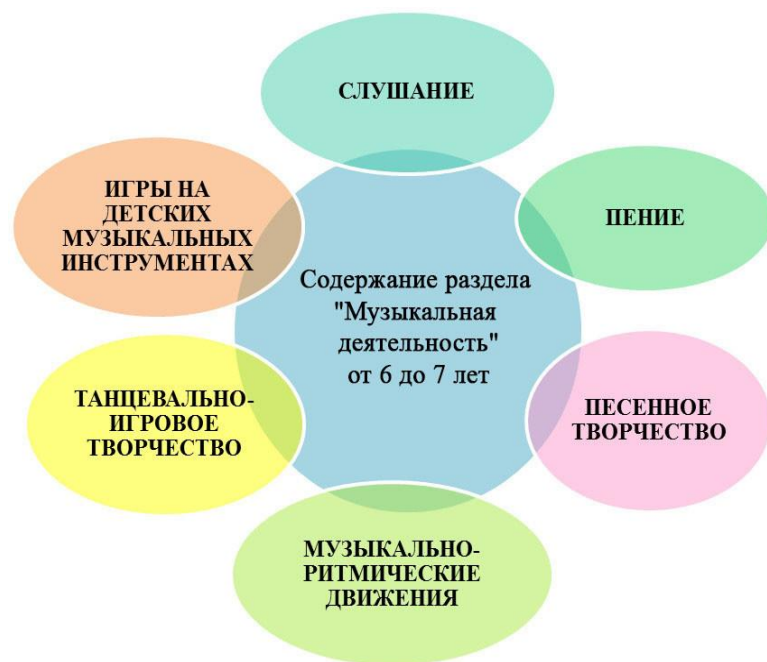 СЛУШАНИЕ
ПЕНИЕ
ПЕСЕННОЕ
ТВОРЧЕСТВО
МУЗЫКАЛЬНО-
РИТМИЧЕСКИЕ
ДВИЖЕНИЯ
ТАНЦЕВАЛЬНО-
ИГРОВОЕ
ТВОРЧЕСТВО
ИГРЫ НА
ДЕТСКИХ
МУЗЫКАЛЬНЫХ
ИНСТРУМЕНТАХ
Содержание раздела
"Музыкальная
деятельность"
от 6 до 7 лет